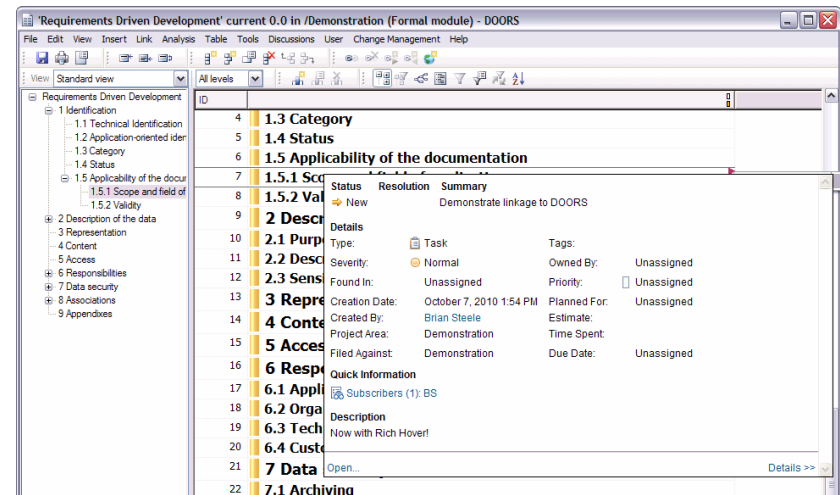 'Requirements Driven Development' current 0.0 in /Demonstration (Formal module) - DOORS
File Edit View Insert Link Analysis Table Tools Discussions User Change Management Help
View Standard view All levels
Requirements Driven Development
1 Identification
1.1 Technical Identification
1.2 Application-oriented iden
1.3 Category
1.4 Status
1.5 Applicability of the docur
1.5.1 Scope and field of
1.5.2 Validity
2 Description of the data
3 Representation
4 Content
5 Access
6 Responsibilities
7 Data security
8 Associations
9 Appendixes
ID
4 1.3 Category
5 1.4 Status
6 1.5 Applicability of the documentation
7 1.5.1 Sco
8 1.5.2 Val
9 2 Descr
10 2.1 Purp
11 2.2 Desc
12 2.3 Sensi
13 3 Repre
14 4 Conte
15 5 Acces
16 6 Respo
17 6.1 Appli
18 6.2 Orga
19 6.3 Tech
20 6.4 Custo
21 7 Data
22 7.1 Archiving
Status Resolution Summary
New Demonstrate linkage to DOORS
Details
Type: Task Tags:
Severity: Normal Owned By: Unassigned
Found In: Unassigned Priority: Unassigned
Creation Date: October 7, 2010 1:54 PM Planned For: Unassigned
Created By: Brian Steele Estimate:
Project Area: Demonstration Time Spent:
Filed Against: Demonstration Due Date: Unassigned
Quick Information
Subscribers (1): BS
Description
Now with Rich Hover!
Open... Details >>